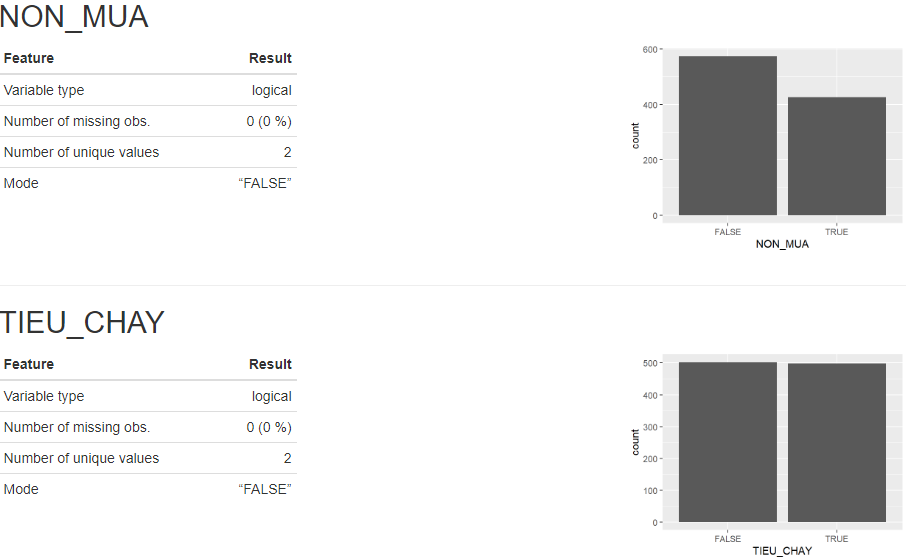 NON_MUA
Feature Result
Variable type logical
Number of missing obs. 0 (0 %)
Number of unique values 2
Mode “FALSE”
600
400
200
0
count
FALSE TRUE
NON_MUA
TIEU_CHAY
Feature Result
Variable type logical
Number of missing obs. 0 (0 %)
Number of unique values 2
Mode “FALSE”
500
400
300
200
100
0
count
FALSE TRUE
TIEU_CHAY